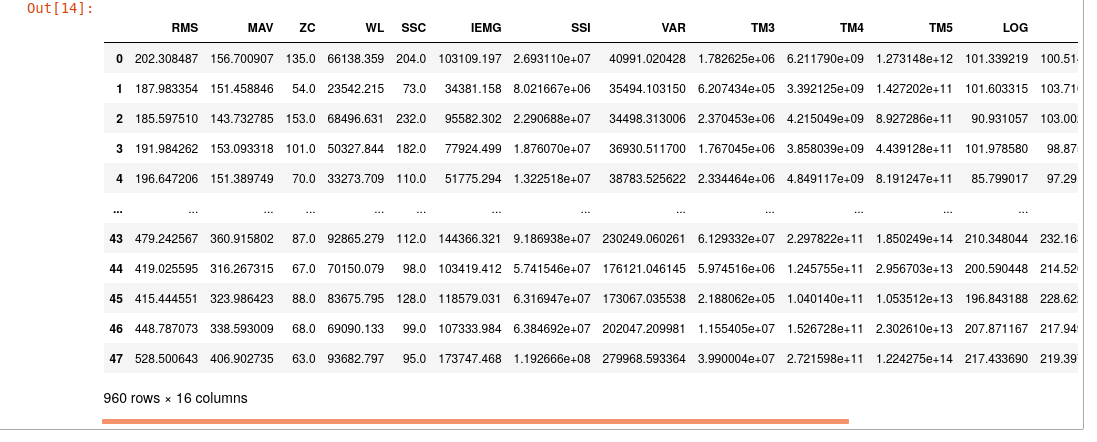 Out[14]:
RMS MAV ZC WL SSC IEMG SSI VAR TM3 TM4 TM5 LOG
0 202.308487 156.700907 135.0 66138.359 204.0 103109.197 2.693110e+07 40991.020428 1.782625e+06 6.211790e+09 1.273148e+12 101.339219 100.51
1 187.983354 151.458846 54.0 23542.215 73.0 34381.158 8.021667e+06 35494.103150 6.207434e+05 3.392125e+09 1.427202e+11 101.603315 103.71
2 185.597510 143.732785 153.0 68496.631 232.0 95582.302 2.290688e+07 34498.313006 2.370453e+06 4.215049e+09 8.927286e+11 90.931057 103.00
3 191.984262 153.093318 101.0 50327.844 182.0 77924.499 1.876070e+07 36930.511700 1.767045e+06 3.858039e+09 4.439128e+11 101.978580 98.87
4 196.647206 151.389749 70.0 33273.709 110.0 51775.294 1.322518e+07 38783.525622 2.334464e+06 4.849117e+09 8.191247e+11 85.799017 97.29
... ... ... ... ... ... ... ... ... ... ... ... ...
43 479.242567 360.915802 87.0 92865.279 112.0 144366.321 9.186938e+07 230249.060261 6.129332e+07 2.297822e+11 1.850249e+14 210.348044 232.16
44 419.025595 316.267315 67.0 70150.079 98.0 103419.412 5.741546e+07 176121.046145 5.974516e+06 1.245755e+11 2.956703e+13 200.590448 214.52
45 415.444551 323.986423 88.0 83675.795 128.0 118579.031 6.316947e+07 173067.035538 2.188062e+05 1.040140e+11 1.053512e+13 196.843188 228.62
46 448.787073 338.593009 68.0 69090.133 99.0 107333.984 6.384692e+07 202047.209981 1.155405e+07 1.526728e+11 2.302610e+13 207.871167 217.94
47 528.500643 406.902735 63.0 93682.797 95.0 173747.468 1.192666e+08 279968.593364 3.990004e+07 2.721598e+11 1.224275e+14 217.433690 219.39
960 rows × 16 columns